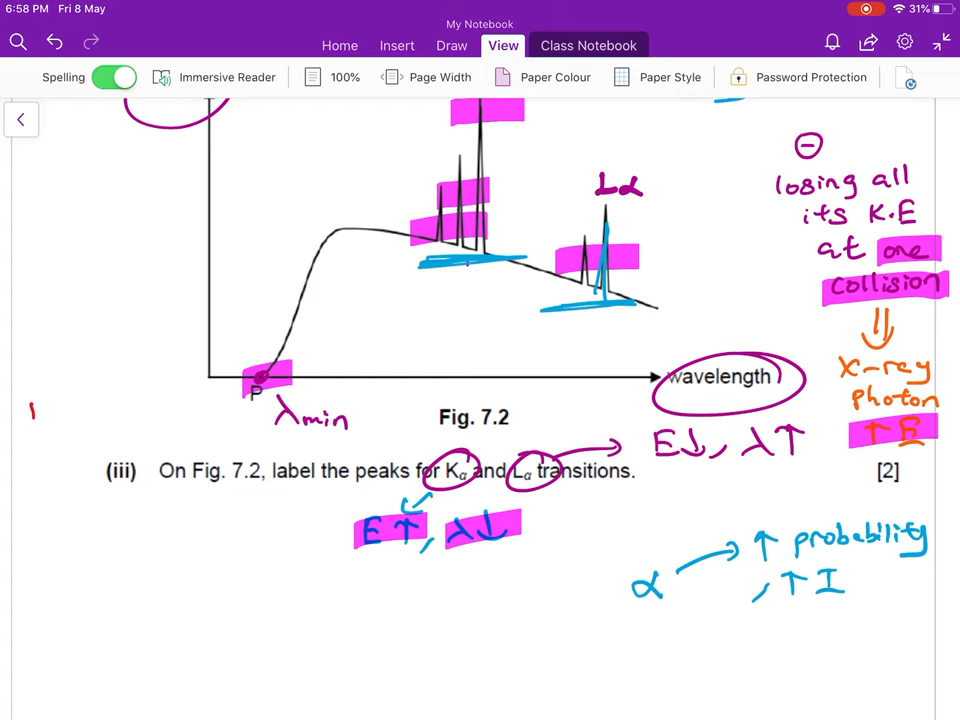 6:58 PM Fri 8 May
31%
My Notebook
Home Insert Draw View Class Notebook
Spelling Immersive Reader 100% Page Width Paper Colour Paper Style Password Protection
Lα
losing all
its K.E
at one
collision
⇓
X-ray
photon
↑ E
P
λmin
wavelength
Fig. 7.2
E↓, λ↑
(iii) On Fig. 7.2, label the peaks for Kα and Lα transitions. [2]
E ↑, λ↓
α → ↑ probability
, ↑ I